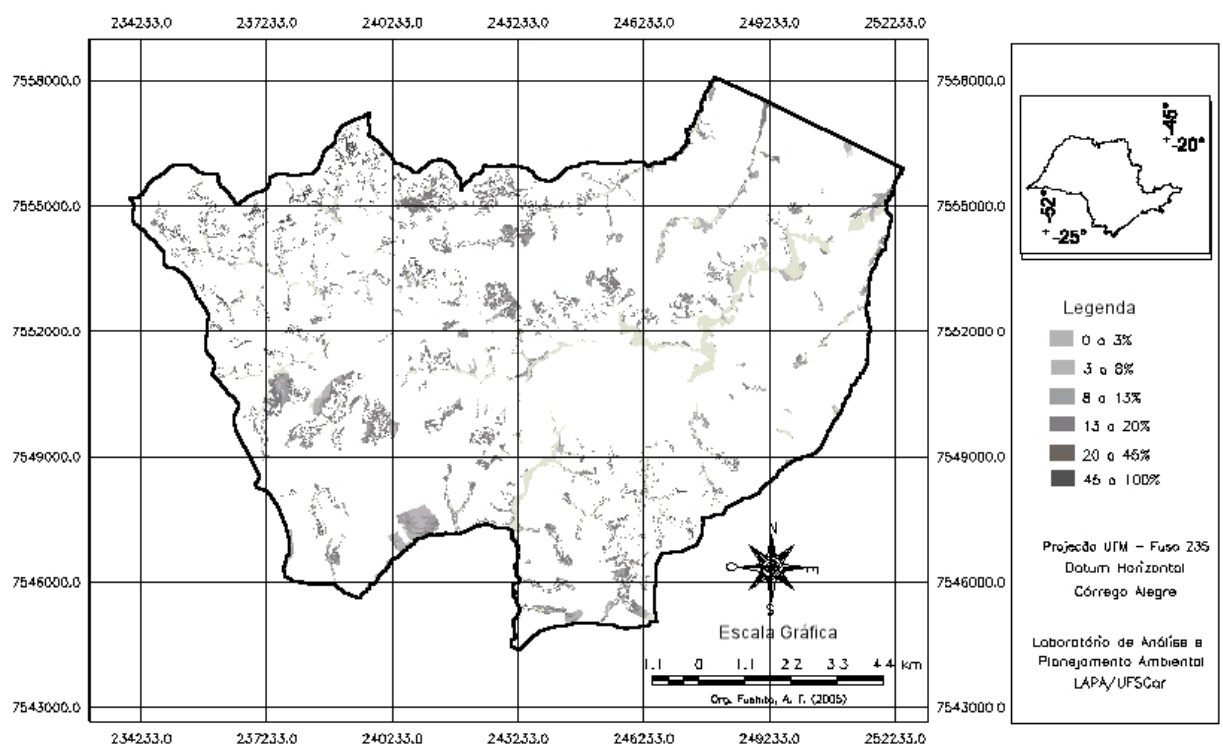 234233.0 237233.0 240233.0 243233.0 246233.0 249233.0 252233.0
7558000.0 7558000.0
7555000.0 7555000.0
7552000.0 7552000.0
7549000.0 7549000.0
7546000.0 7546000.0
7543000.0 7543000.0
234233.0 237233.0 240233.0 243233.0 246233.0 249233.0 252233.0
N
O E
S
Escala Gráfica
1.1 0 1.1 2.2 3.3 4.4 km
Org. Fushita, A. T. (2005)
-46°
-20°
-52°
-25°
Legenda
0 a 3%
3 a 8%
8 a 13%
13 a 20%
20 a 45%
45 a 100%
Projecão UTM - Fuso 23S
Datum Horizontal
Córrego Alegre
Laboratório de Análise e
Planejamento Ambiental
LAPA/UFSCar